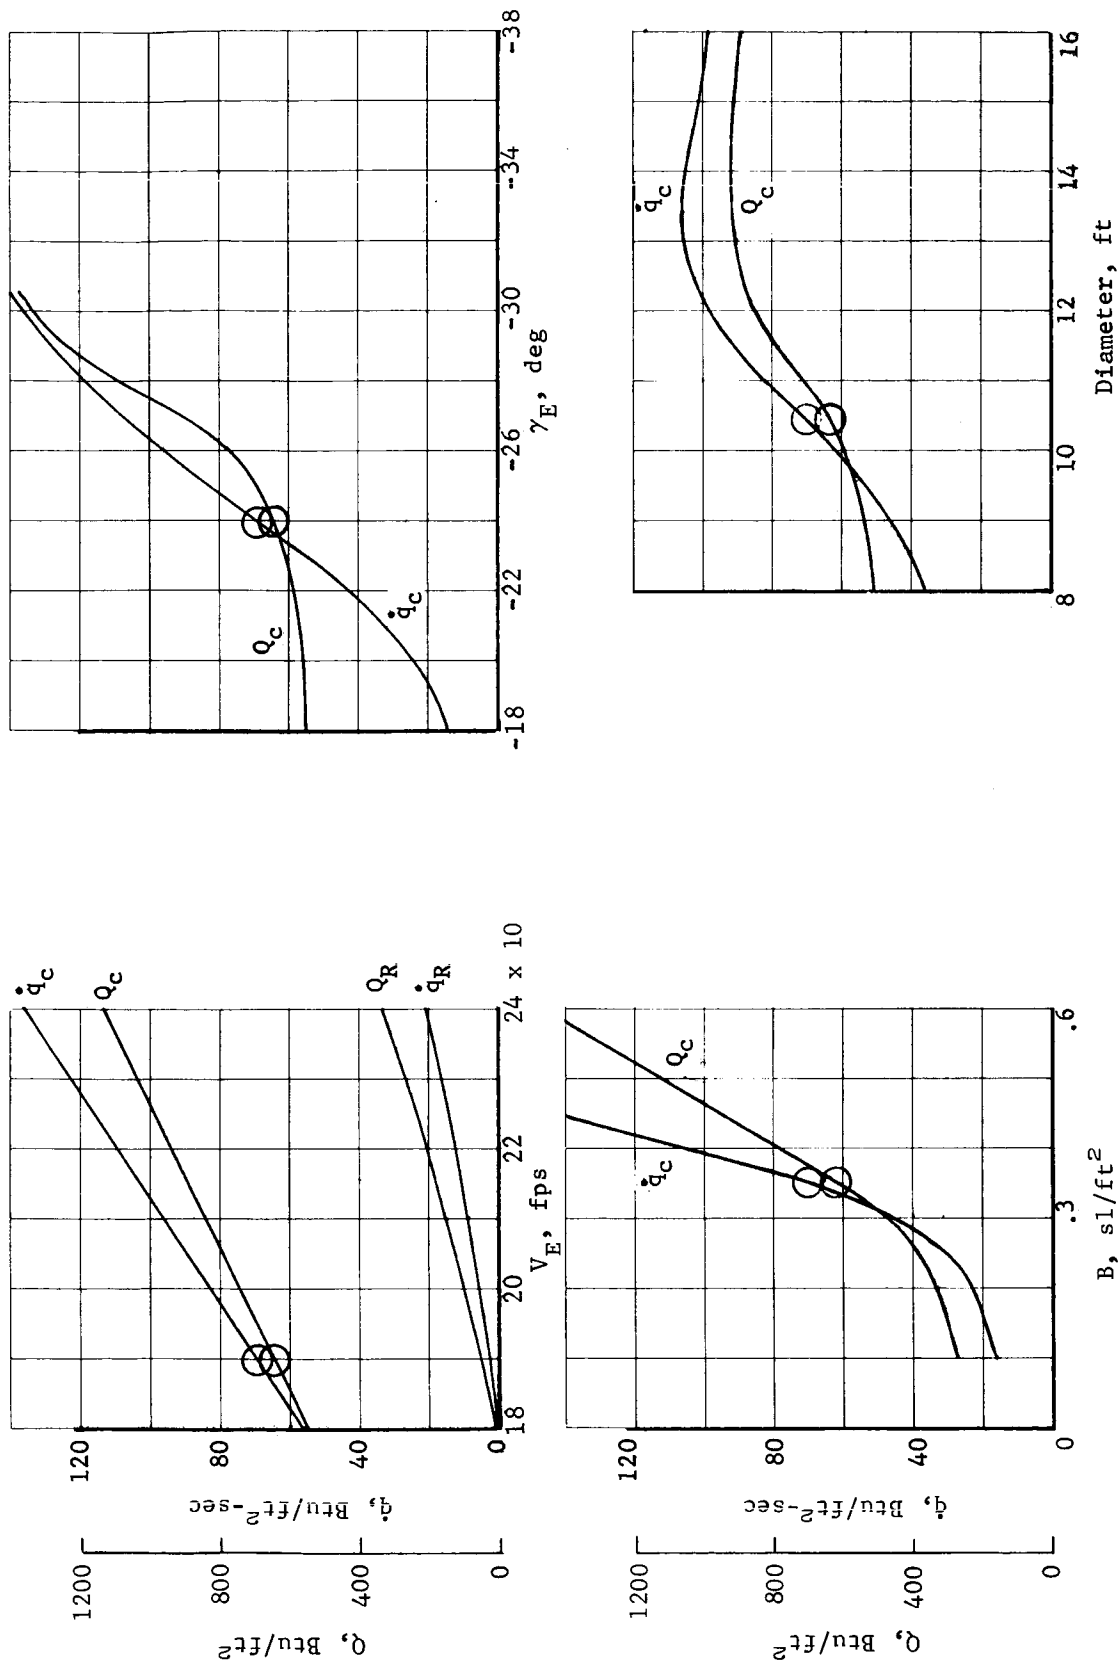 Q, Btu/ft²
1200
800
400
0
q̇, Btu/ft²-sec
120
80
40
0
q̇C
QC
QR
q̇R
18
20
22
24 x 10
VE, fps
QC
q̇C
-18
-22
-26
-30
-34
-38
γE, deg
Q, Btu/ft²
1200
800
400
0
q̇, Btu/ft²-sec
120
80
40
0
q̇C
QC
.3
.6
B, sl/ft²
q̇C
QC
8
10
12
14
16
Diameter, ft